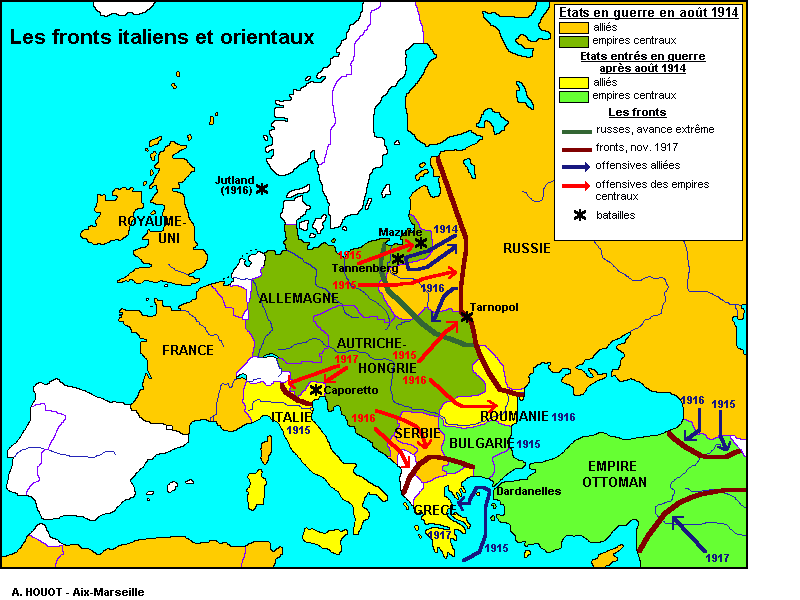 Les fronts italiens et orientaux
Etats en guerre en août 1914
alliés
empires centraux
Etats entrés en guerre
après août 1914
alliés
empires centraux
Les fronts
russes, avance extrême
fronts, nov. 1917
offensives alliées
offensives des empires
centraux
batailles
Jutland
(1916)
ROYAUME-
UNI
Mazurie
1914
1915
Tannenberg
RUSSIE
1915
1916
ALLEMAGNE
Tarnopol
AUTRICHE-
HONGRIE
FRANCE
1917
1915
1916
Caporetto
ITALIE
1915
1916
SERBIE
ROUMANIE 1916
BULGARIE 1915
1916
1915
EMPIRE
OTTOMAN
Dardanelles
GRECE
1917
1915
1917
A. HOUOT - Aix-Marseille